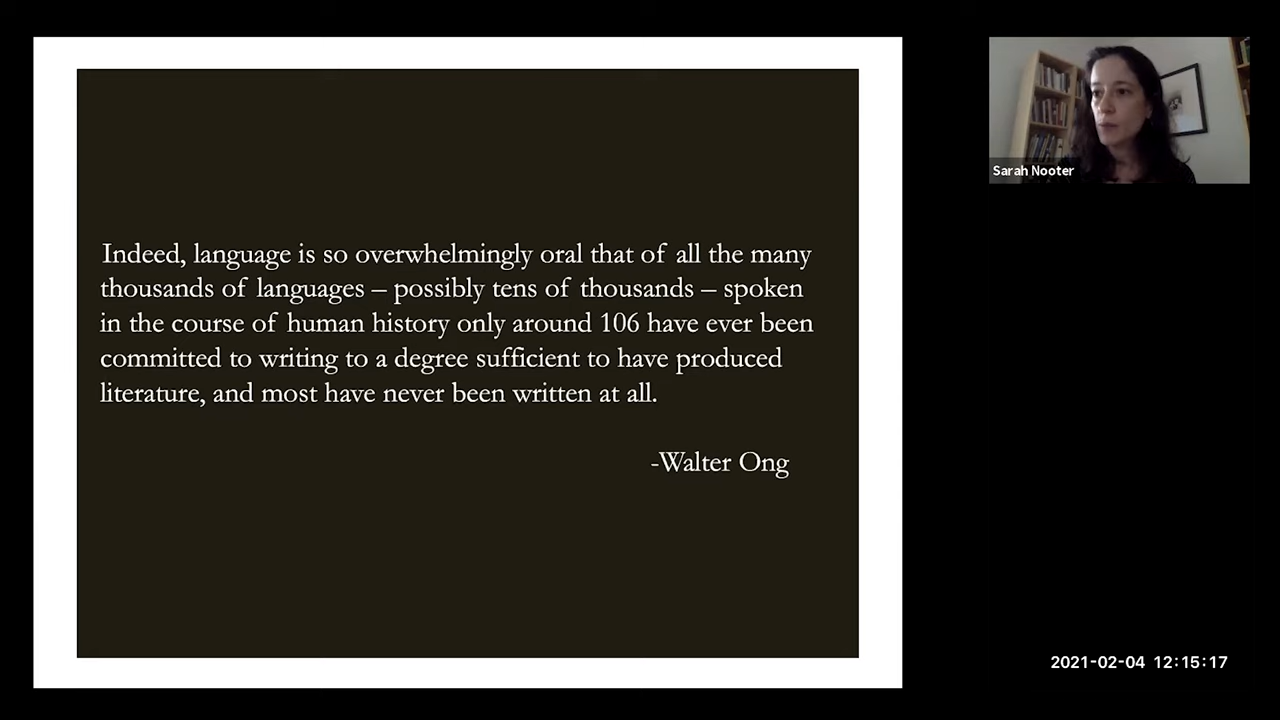 Indeed, language is so overwhelmingly oral that of all the many
thousands of languages – possibly tens of thousands – spoken
in the course of human history only around 106 have ever been
committed to writing to a degree sufficient to have produced
literature, and most have never been written at all.
-Walter Ong
Sarah Nooter
2021-02-04 12:15:17